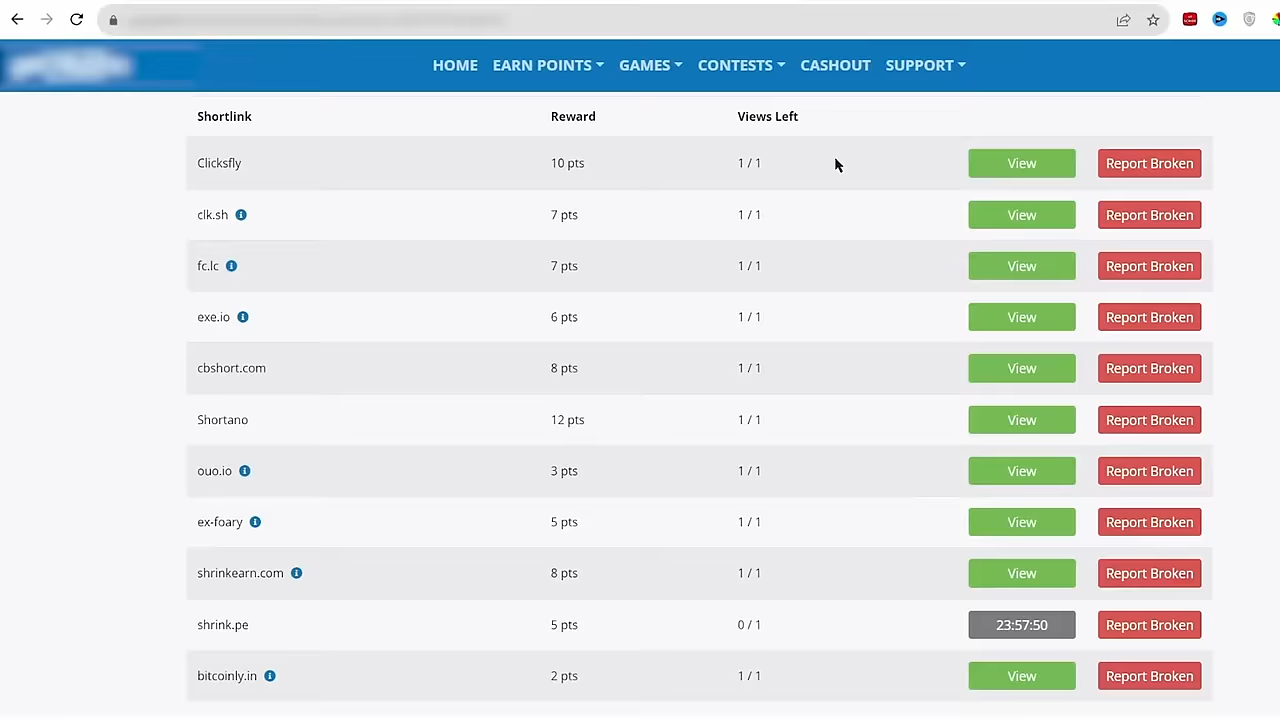 HOME EARN POINTS GAMES CONTESTS CASHOUT SUPPORT
Shortlink Reward Views Left
Clicksfly 10 pts 1 / 1 View Report Broken
clk.sh 7 pts 1 / 1 View Report Broken
fc.lc 7 pts 1 / 1 View Report Broken
exe.io 6 pts 1 / 1 View Report Broken
cbshort.com 8 pts 1 / 1 View Report Broken
Shortano 12 pts 1 / 1 View Report Broken
ouo.io 3 pts 1 / 1 View Report Broken
ex-foary 5 pts 1 / 1 View Report Broken
shrinkearn.com 8 pts 1 / 1 View Report Broken
shrink.pe 5 pts 0 / 1 23:57:50 Report Broken
bitcoinly.in 2 pts 1 / 1 View Report Broken